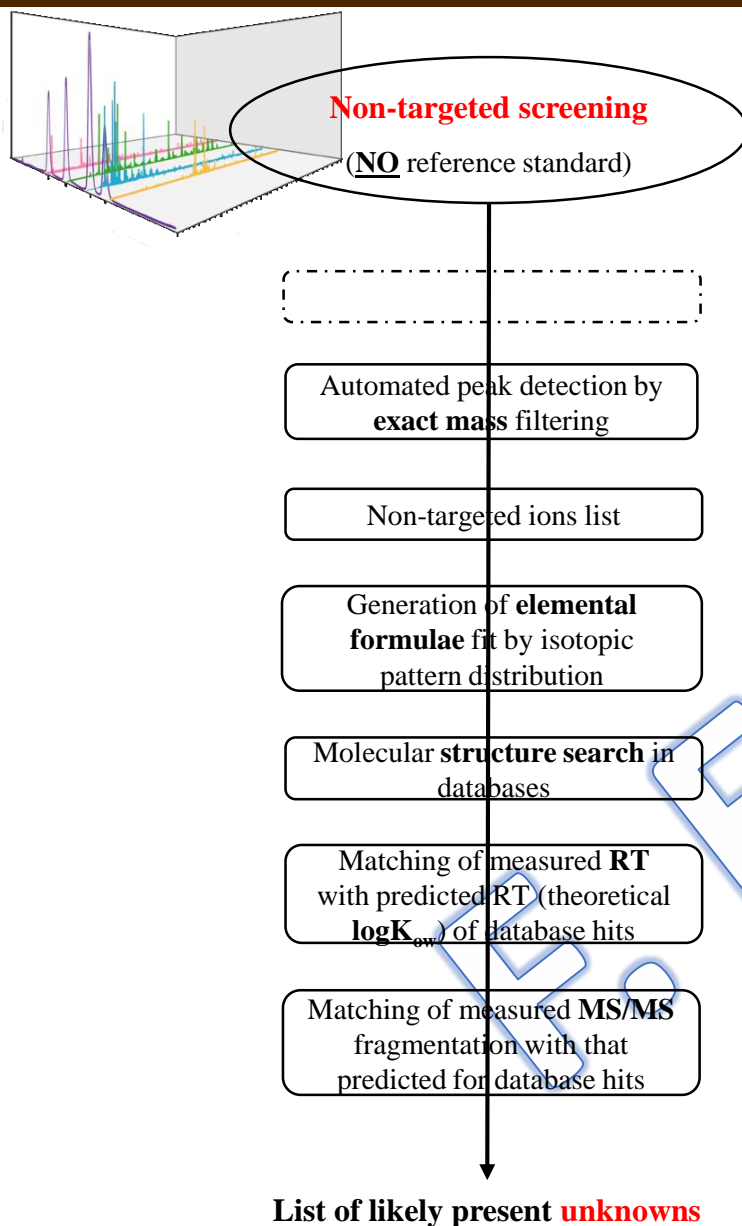 Non-targeted screening
(NO reference standard)
Automated peak detection by
exact mass filtering
Non-targeted ions list
Generation of elemental
formulae fit by isotopic
pattern distribution
Molecular structure search in
databases
Matching of measured RT
with predicted RT (theoretical
logKow) of database hits
Matching of measured MS/MS
fragmentation with that
predicted for database hits
F. F
List of likely present unknowns